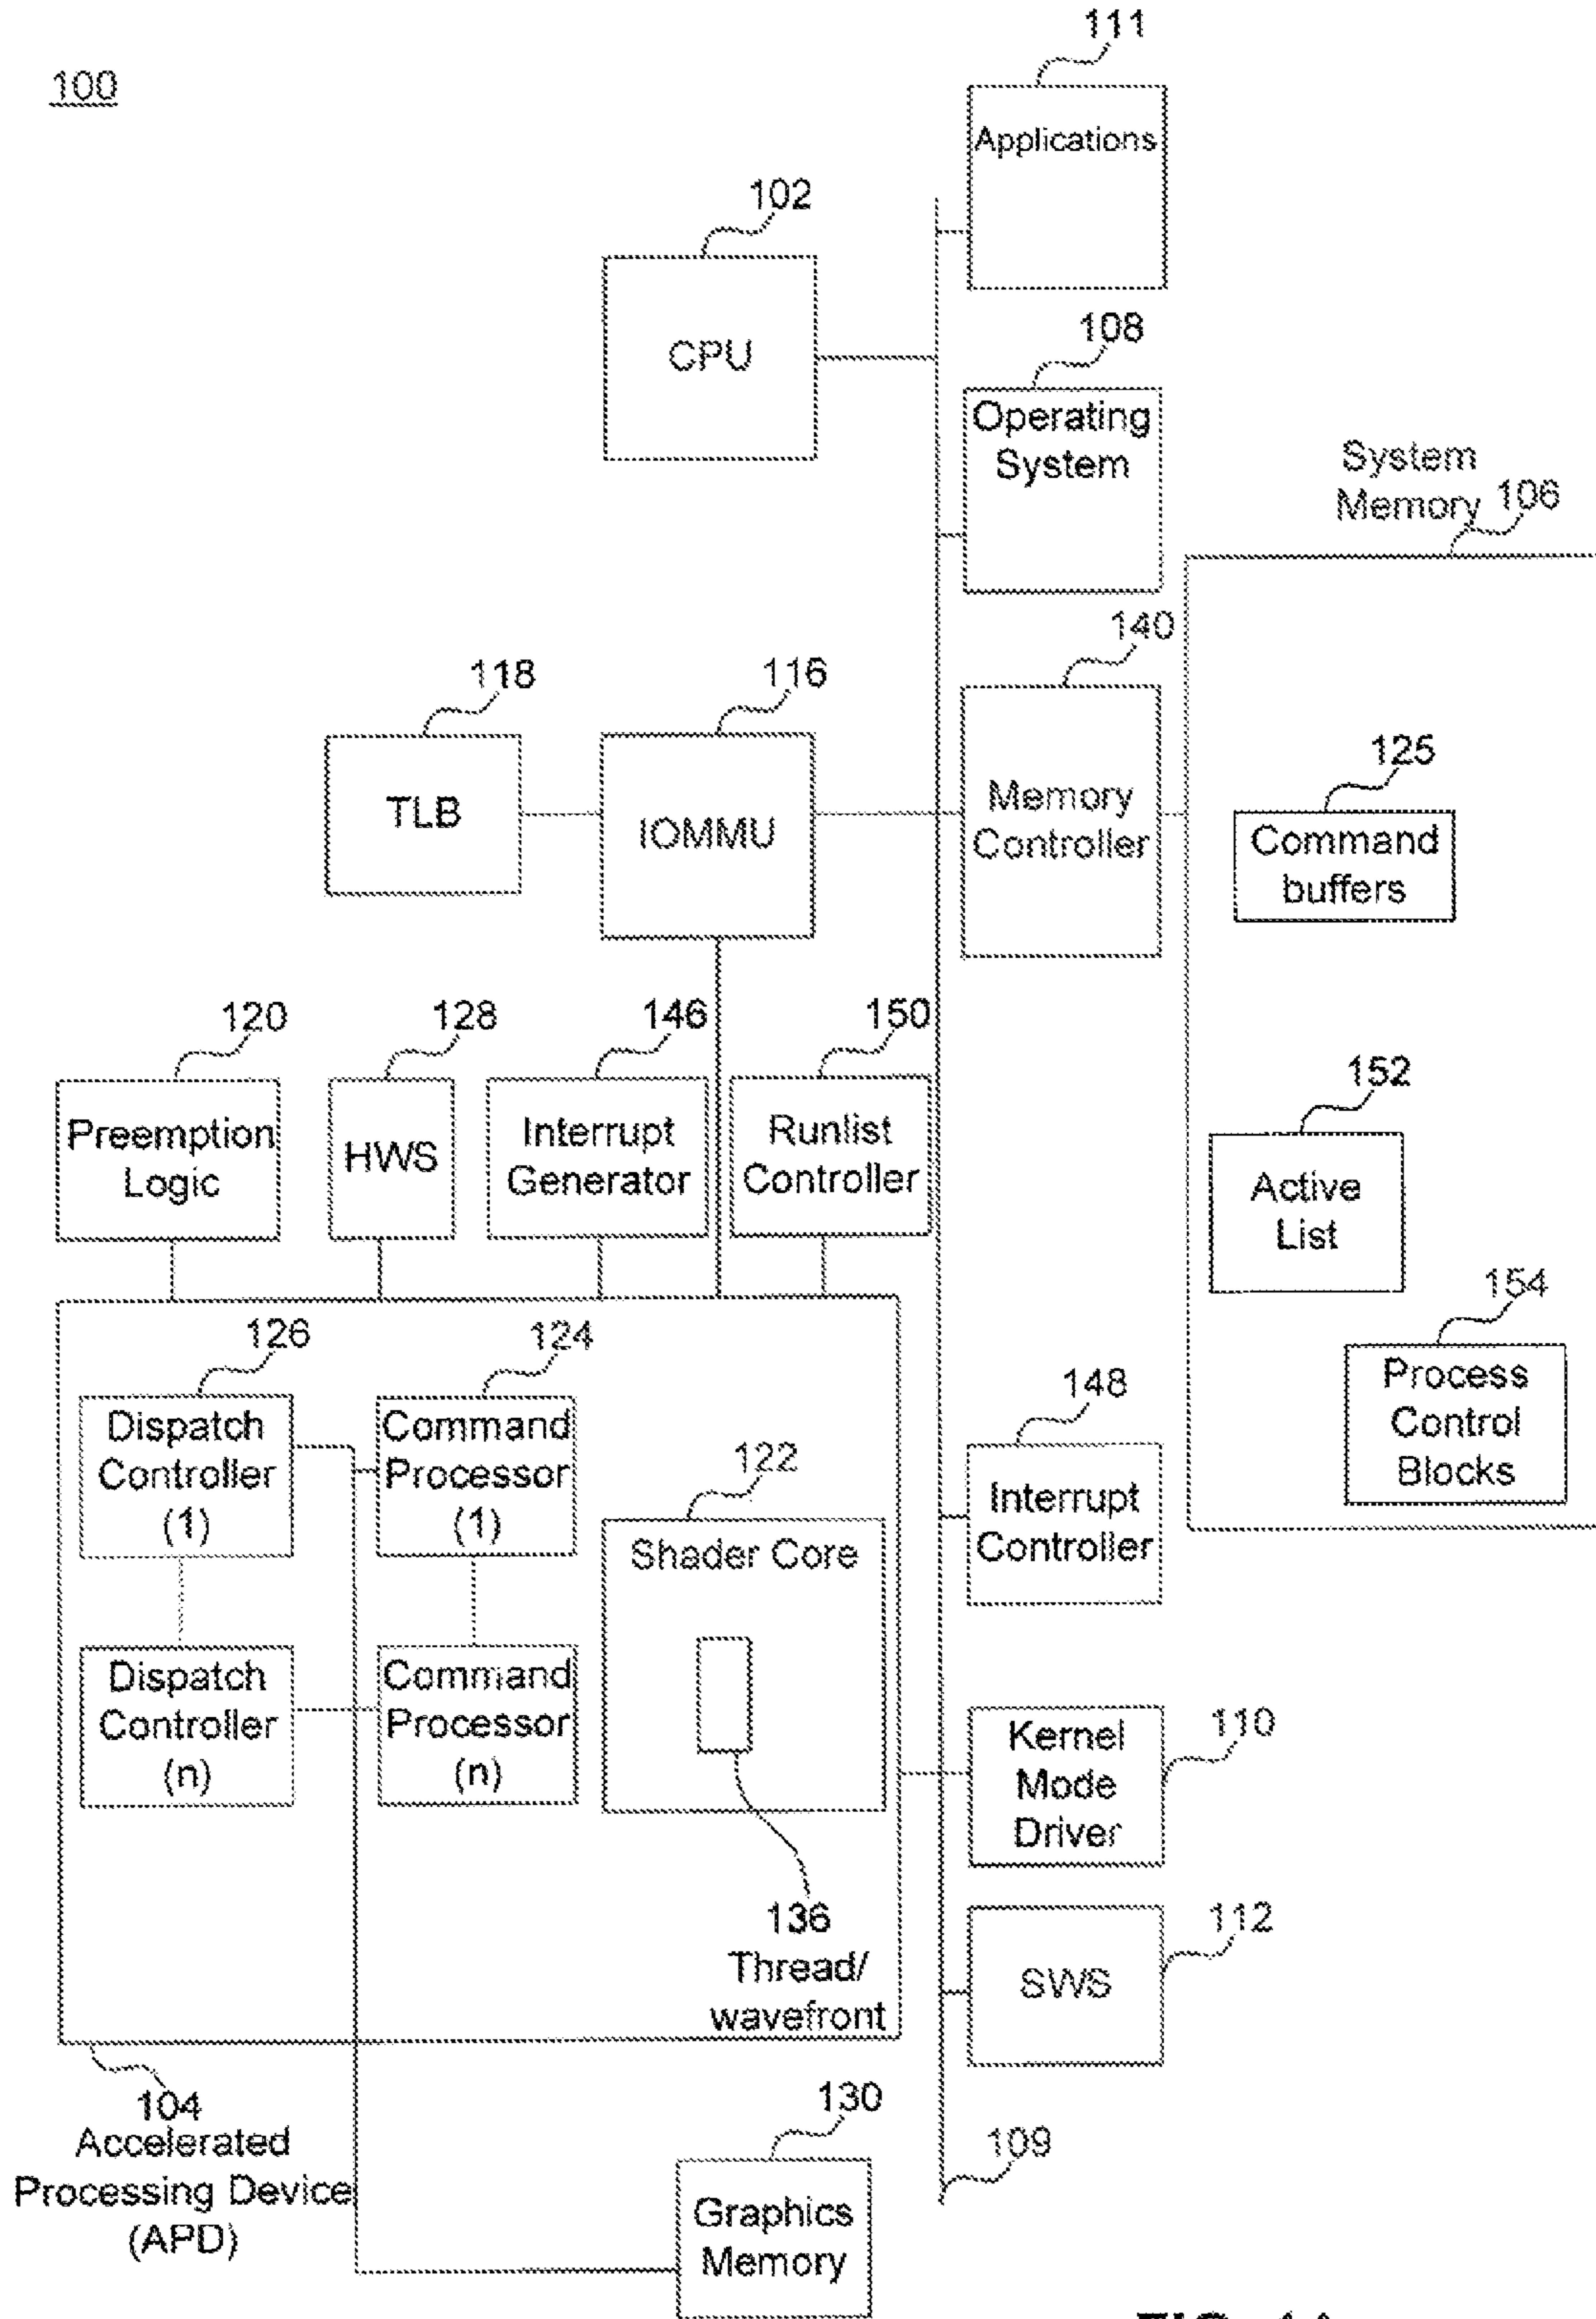 100
111
Applications
102
CPU
108
Operating
System
System
Memory 106
140
118
116
TLB
IOMMU
Memory
Controller
125
Command
buffers
120
128
146
150
Preemption
Logic
HWS
Interrupt
Generator
Runlist
Controller
152
Active
List
154
Process
Control
Blocks
126
124
Dispatch
Controller
(1)
Command
Processor
(1)
122
Shader Core
148
Interrupt
Controller
Dispatch
Controller
(n)
Command
Processor
(n)
110
Kernel
Mode
Driver
136
Thread/
wavefront
112
SWS
104
Accelerated
Processing Device
(APD)
130
Graphics
Memory
109